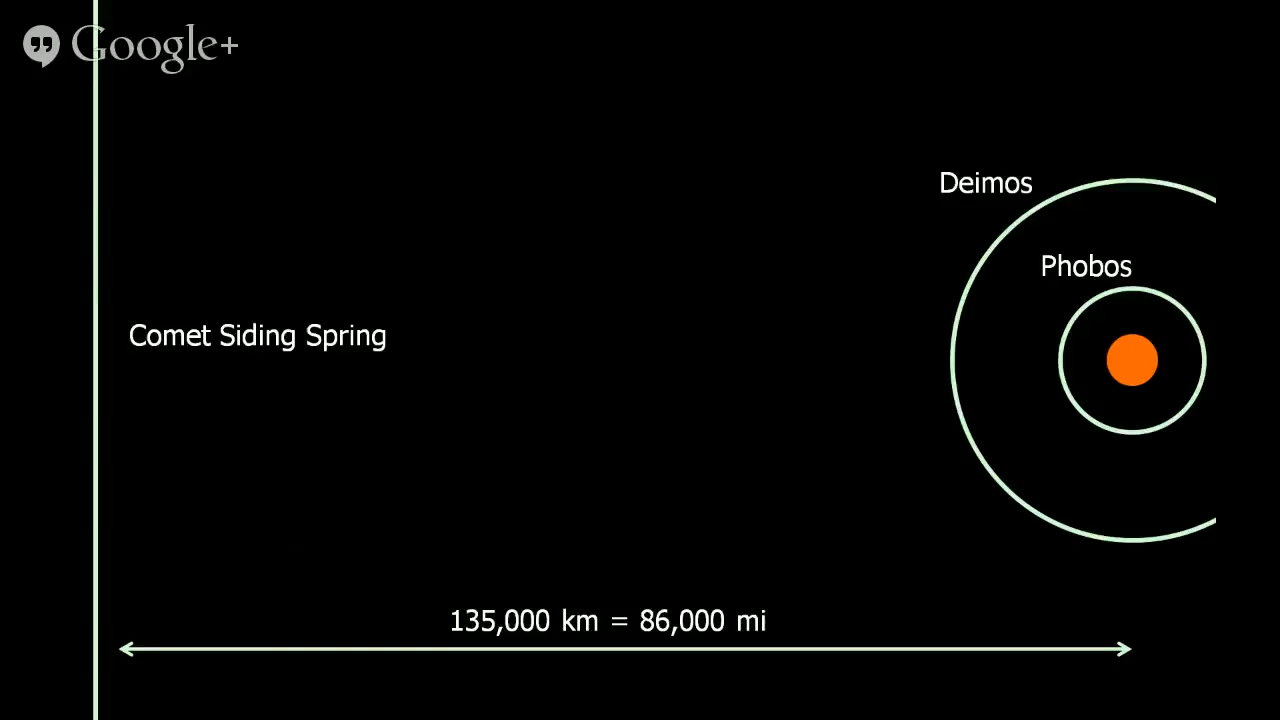 Google+
Deimos
Phobos
Comet Siding Spring
135,000 km = 86,000 mi